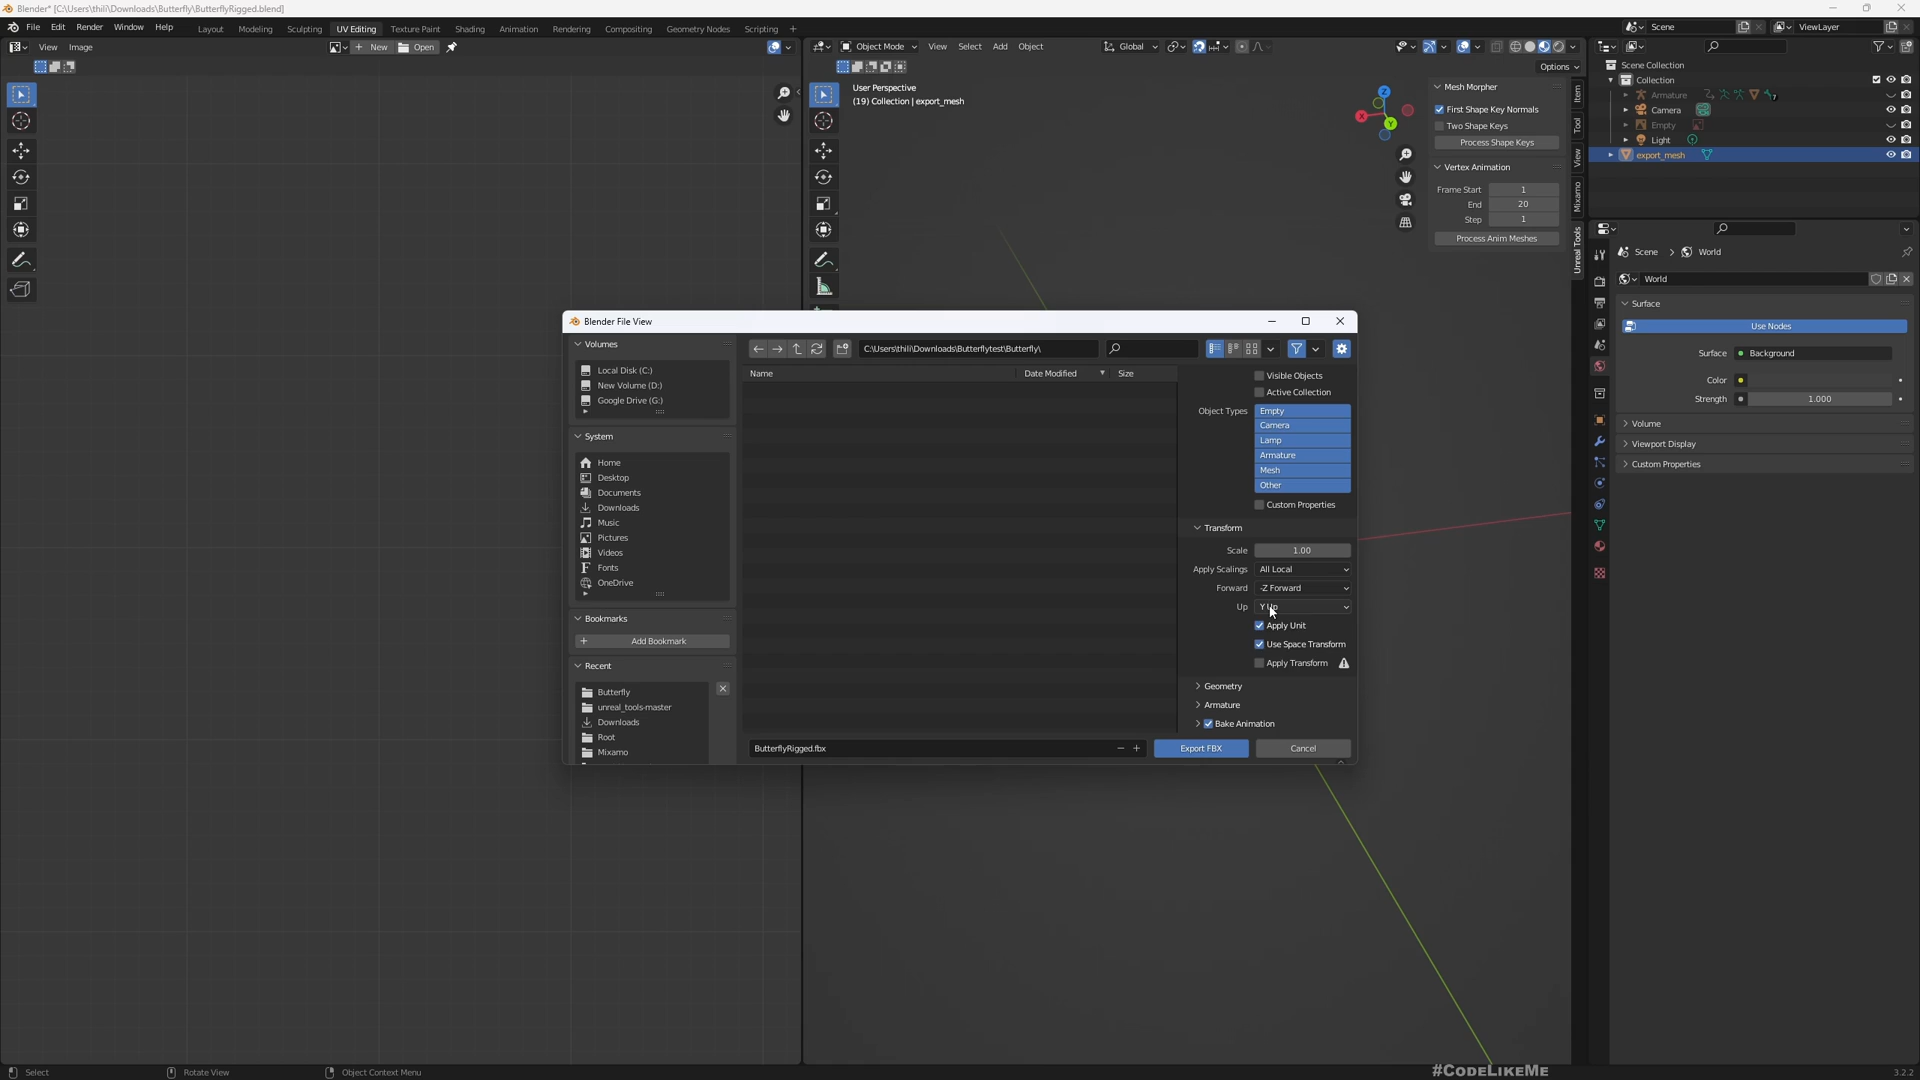 Blender* [C:\Users\thili\Downloads\Butterfly\ButterflyRigged.blend]
File Edit Render Window Help
Layout Modeling Sculpting UV Editing Texture Paint Shading Animation Rendering Compositing Geometry Nodes Scripting +
Scene
ViewLayer
View Image
+ New Open
Object Mode View Select Add Object
Global
Options
User Perspective
(19) Collection | export_mesh
X
Y
Z
Mesh Morpher
First Shape Key Normals
Two Shape Keys
Process Shape Keys
Vertex Animation
Frame Start 1
End 20
Step 1
Process Anim Meshes
Item
Tool
View
Mixamo
Unreal Tools
Scene Collection
Collection
Armature
Camera
Empty
Light
export_mesh
Scene > World
World
Surface
Use Nodes
Surface Background
Color
Strength 1.000
Volume
Viewport Display
Custom Properties
Blender File View
Volumes
Local Disk (C:)
New Volume (D:)
Google Drive (G:)
System
Home
Desktop
Documents
Downloads
Music
Pictures
Videos
Fonts
OneDrive
Bookmarks
+ Add Bookmark
Recent
Butterfly
unreal_tools-master
Downloads
Root
Mixamo
C:\Users\thili\Downloads\Butterflytest\Butterfly\
Name Date Modified Size
Visible Objects
Active Collection
Object Types Empty
Camera
Lamp
Armature
Mesh
Other
Custom Properties
Transform
Scale 1.00
Apply Scalings All Local
Forward -Z Forward
Up Y Up
Apply Unit
Use Space Transform
Apply Transform
Geometry
Armature
Bake Animation
ButterflyRigged.fbx
Export FBX Cancel
Select Rotate View Object Context Menu
#CodeLikeMe
3.2.2